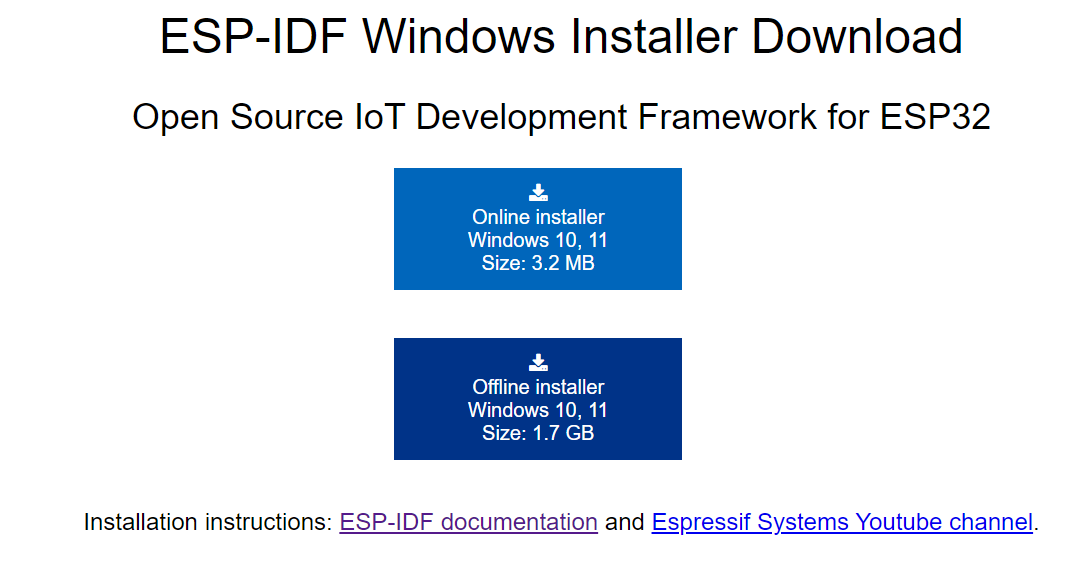 ESP-IDF Windows Installer Download
Open Source IoT Development Framework for ESP32
Online installer
Windows 10, 11
Size: 3.2 MB
Offline installer
Windows 10, 11
Size: 1.7 GB
Installation instructions: ESP-IDF documentation and Espressif Systems Youtube channel.